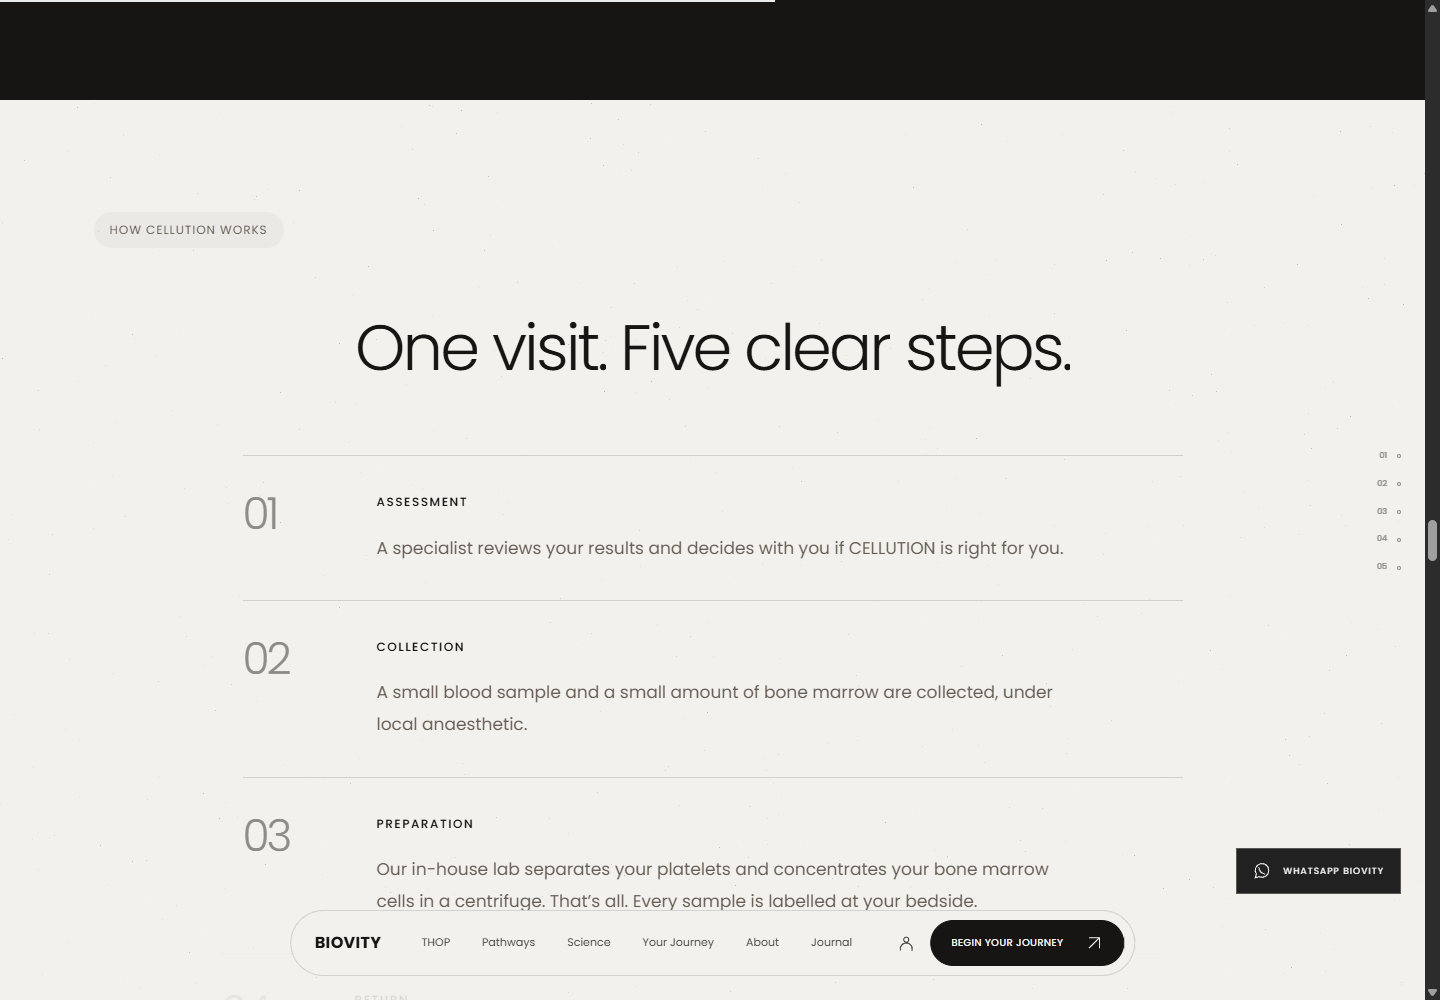 HOW CELLUTION WORKS
One visit. Five clear steps.
01
ASSESSMENT
A specialist reviews your results and decides with you if CELLUTION is right for you.
02
COLLECTION
A small blood sample and a small amount of bone marrow are collected, under
local anaesthetic.
03
PREPARATION
Our in-house lab separates your platelets and concentrates your bone marrow
cells in a centrifuge. That’s all. Every sample is labelled at your bedside.
04
RETURN
01
02
03
04
05
WHATSAPP BIOVITY
BIOVITY THOP Pathways Science Your Journey About Journal BEGIN YOUR JOURNEY